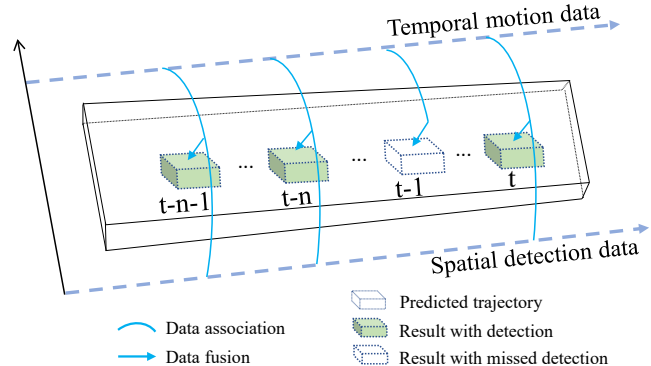 Temporal motion data
... ... ...
t-n-1 t-n t-1 t
Spatial detection data
Predicted trajectory
Data association
Result with detection
Data fusion
Result with missed detection